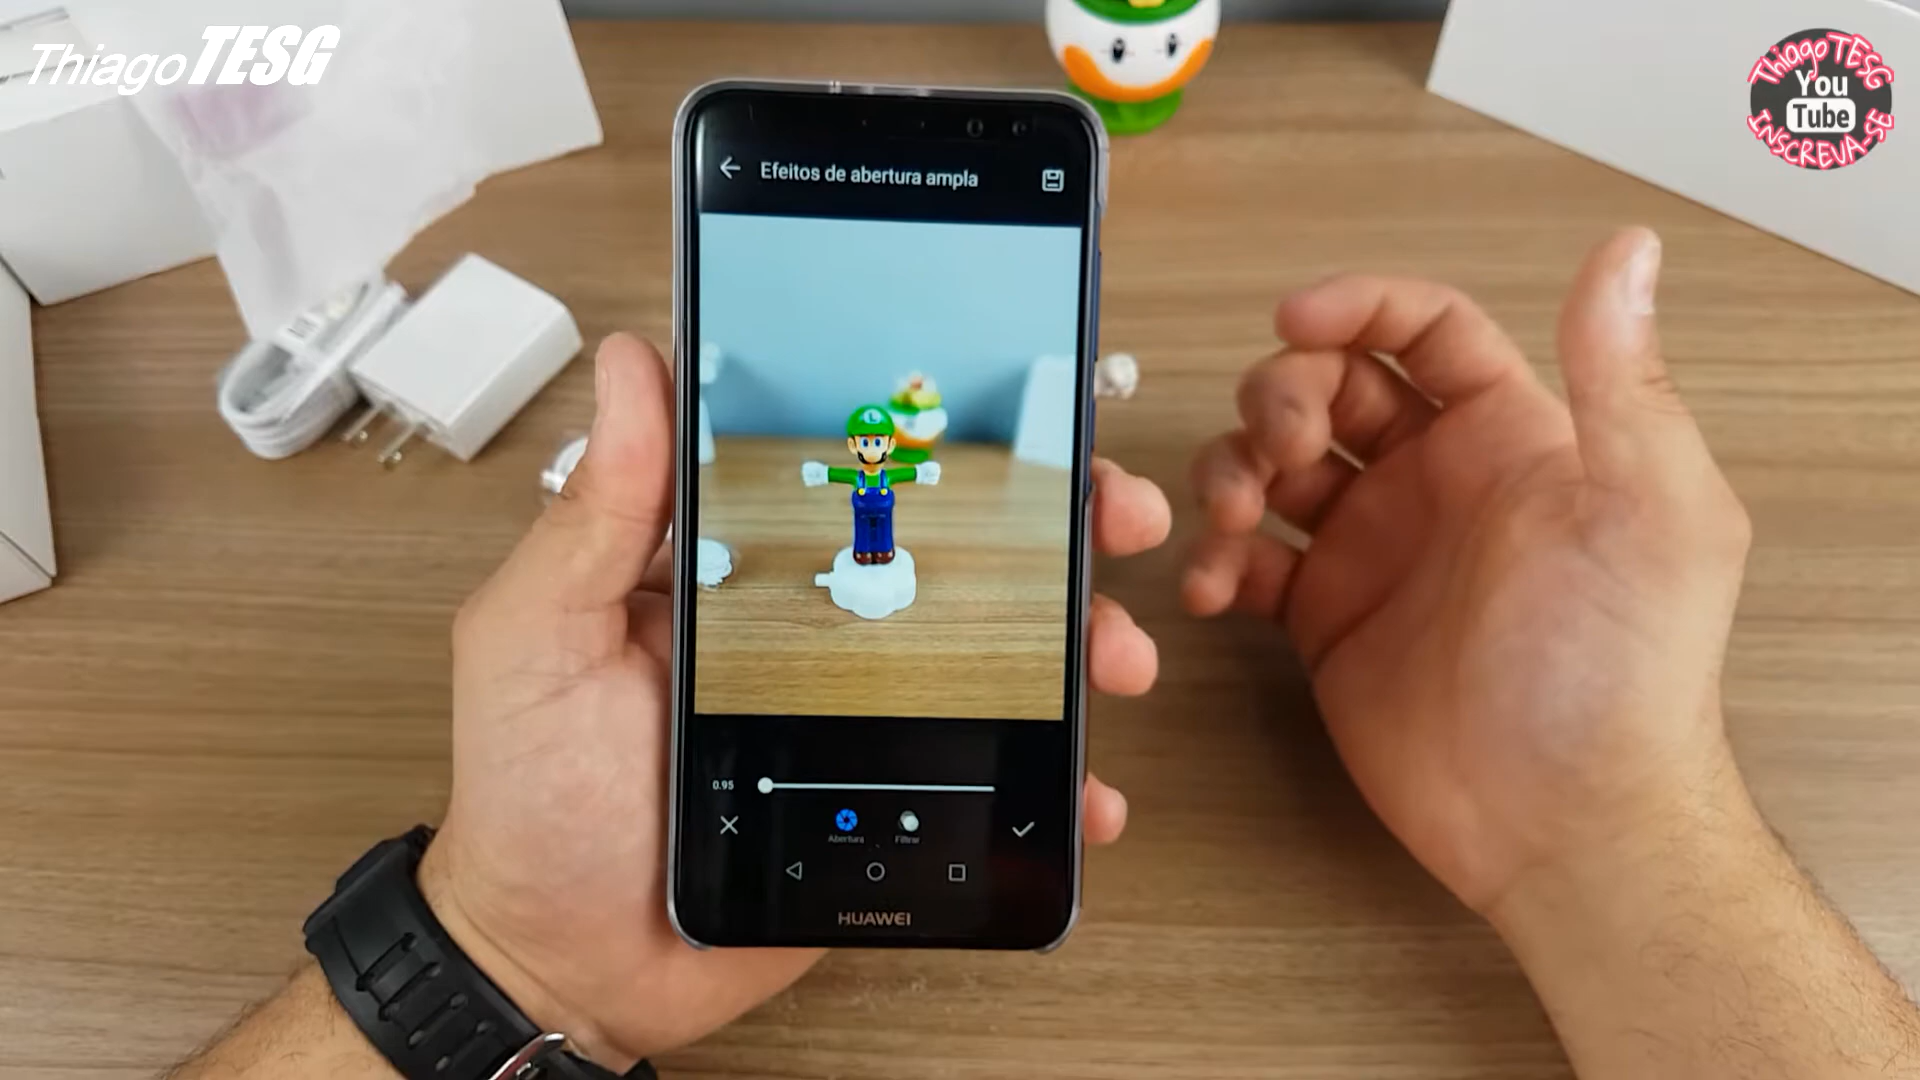 ThiagoTESG
ThiagoTESG
You
Tube
INSCREVA-SE
Efeitos de abertura ampla
L
0.95
Abertura
Filtrar
HUAWEI